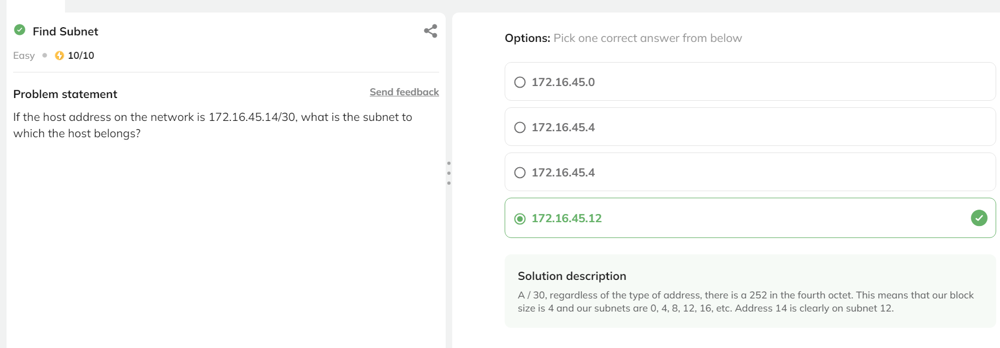 Find Subnet
Easy • 10/10
Problem statement
Send feedback
If the host address on the network is 172.16.45.14/30, what is the subnet to
which the host belongs?
Options: Pick one correct answer from below
172.16.45.0
172.16.45.4
172.16.45.4
172.16.45.12
Solution description
A / 30, regardless of the type of address, there is a 252 in the fourth octet. This means that our block
size is 4 and our subnets are 0, 4, 8, 12, 16, etc. Address 14 is clearly on subnet 12.